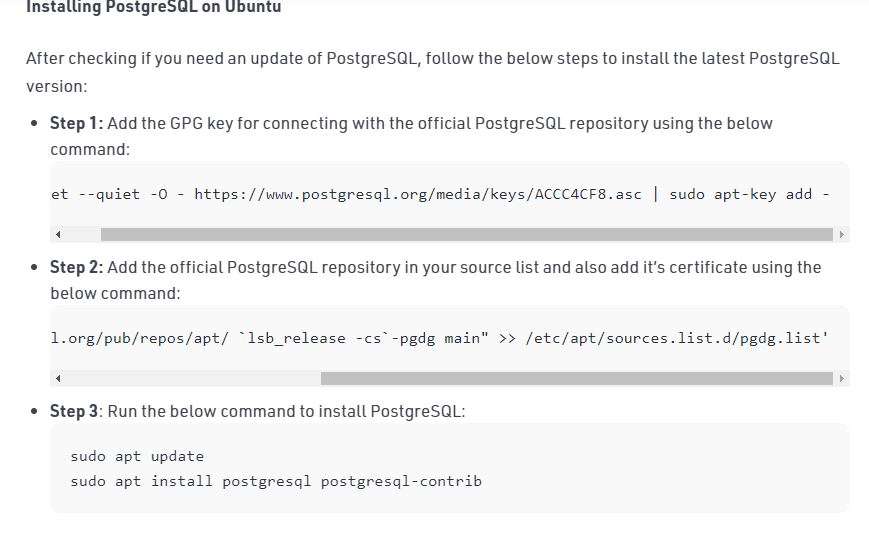 Installing PostgreSQL on Ubuntu
After checking if you need an update of PostgreSQL, follow the below steps to install the latest PostgreSQL
version:
• Step 1: Add the GPG key for connecting with the official PostgreSQL repository using the below
command:
et --quiet -O - https://www.postgresql.org/media/keys/ACCC4CF8.asc | sudo apt-key add -
• Step 2: Add the official PostgreSQL repository in your source list and also add it's certificate using the
below command:
l.org/pub/repos/apt/ `lsb_release -cs`-pgdg main" >> /etc/apt/sources.list.d/pgdg.list'
• Step 3: Run the below command to install PostgreSQL:
sudo apt update
sudo apt install postgresql postgresql-contrib